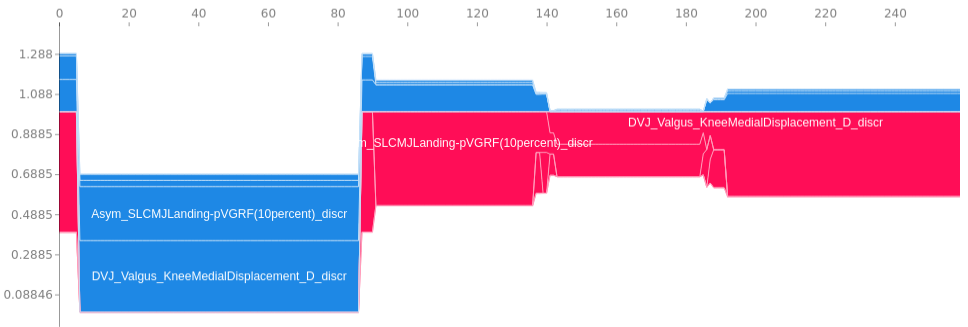 0 20 40 60 80 100 120 140 160 180 200 220 240
1.288
1.088
0.8885
0.6885
0.4885
0.2885
0.08846
DVJ_Valgus_KneeMedialDisplacement_D_discr
n_SLCMJLanding-pVGRF(10percent)_discr
Asym_SLCMJLanding-pVGRF(10percent)_discr
DVJ_Valgus_KneeMedialDisplacement_D_discr